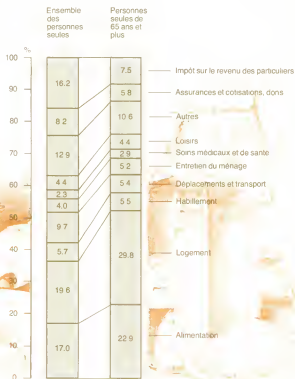 Ensemble
des
personnes
seules
Personnes
seules de
65 ans et
plus
%
100
90
80
70
60
50
40
30
20
10
0
16.2
8.2
12.9
4.4
2.3
4.0
9.7
5.7
19.6
17.0
7.5
5.8
10.6
4.4
2.9
5.2
5.4
5.5
29.8
22.9
Impôt sur le revenu des particuliers
Assurances et cotisations, dons
Autres
Loisirs
Soins médicaux et de santé
Entretien du ménage
Déplacements et transport
Habillement
Logement
Alimentation